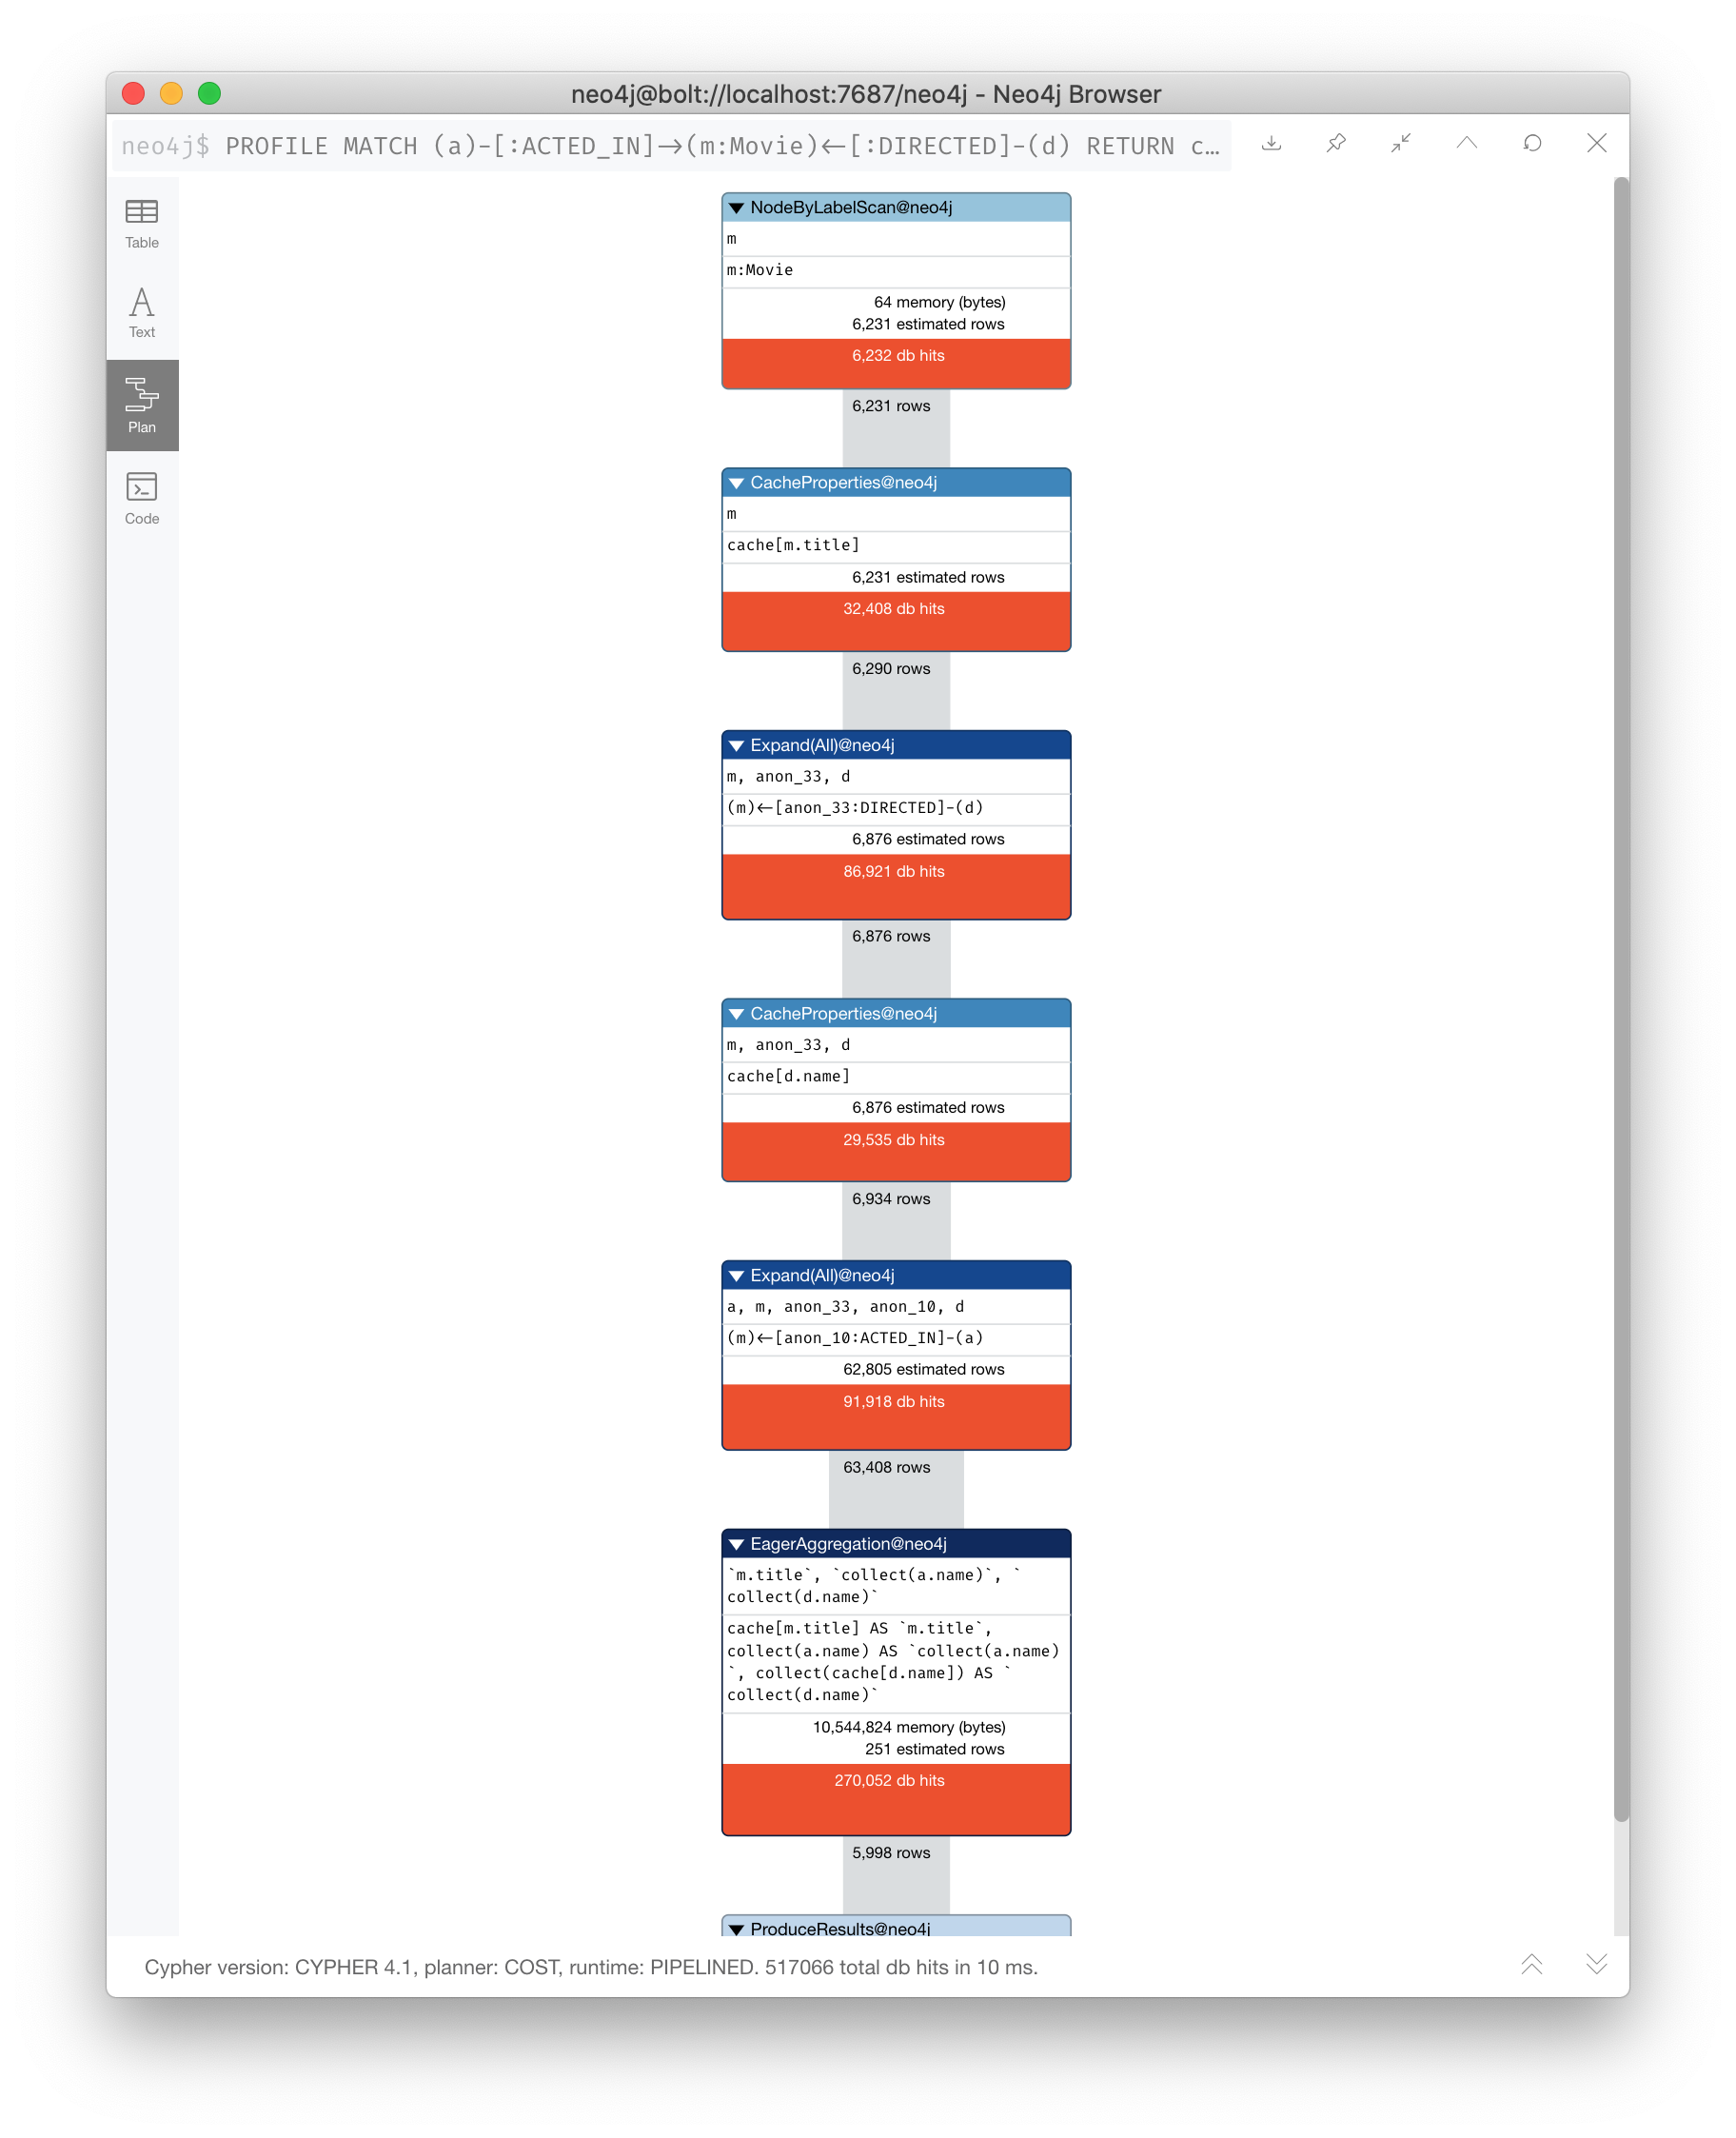 neo4j@bolt://localhost:7687/neo4j - Neo4j Browser
neo4j$ PROFILE MATCH (a)-[:ACTED_IN]→(m:Movie)←[:DIRECTED]-(d) RETURN c…
Table
Text
Plan
Code
NodeByLabelScan@neo4j
m
m:Movie
64 memory (bytes)
6,231 estimated rows
6,232 db hits
6,231 rows
CacheProperties@neo4j
m
cache[m.title]
6,231 estimated rows
32,408 db hits
6,290 rows
Expand(All)@neo4j
m, anon_33, d
(m)←[anon_33:DIRECTED]-(d)
6,876 estimated rows
86,921 db hits
6,876 rows
CacheProperties@neo4j
m, anon_33, d
cache[d.name]
6,876 estimated rows
29,535 db hits
6,934 rows
Expand(All)@neo4j
a, m, anon_33, anon_10, d
(m)←[anon_10:ACTED_IN]-(a)
62,805 estimated rows
91,918 db hits
63,408 rows
EagerAggregation@neo4j
`m.title`, `collect(a.name)`, `
collect(d.name)`
cache[m.title] AS `m.title`,
collect(a.name) AS `collect(a.name)
`, collect(cache[d.name]) AS `
collect(d.name)`
10,544,824 memory (bytes)
251 estimated rows
270,052 db hits
5,998 rows
ProduceResults@neo4j
Cypher version: CYPHER 4.1, planner: COST, runtime: PIPELINED. 517066 total db hits in 10 ms.